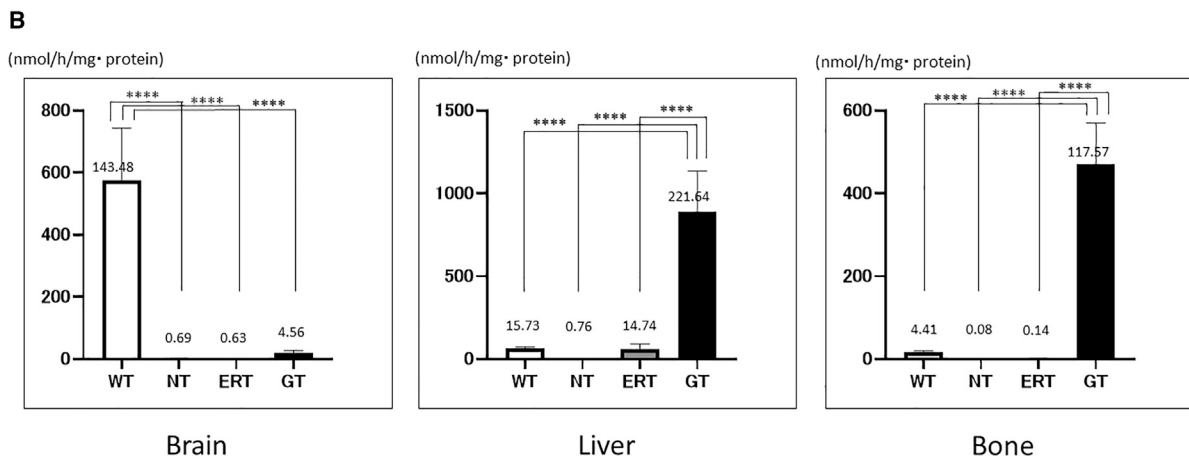 B
(nmol/h/mg• protein)
**** **** ****
800
600
400
200
0
143.48
0.69
0.63
4.56
WT NT ERT GT
Brain
(nmol/h/mg• protein)
**** **** ****
1500
1000
500
0
15.73
0.76
14.74
221.64
WT NT ERT GT
Liver
(nmol/h/mg• protein)
**** **** ****
600
400
200
0
4.41
0.08
0.14
117.57
WT NT ERT GT
Bone